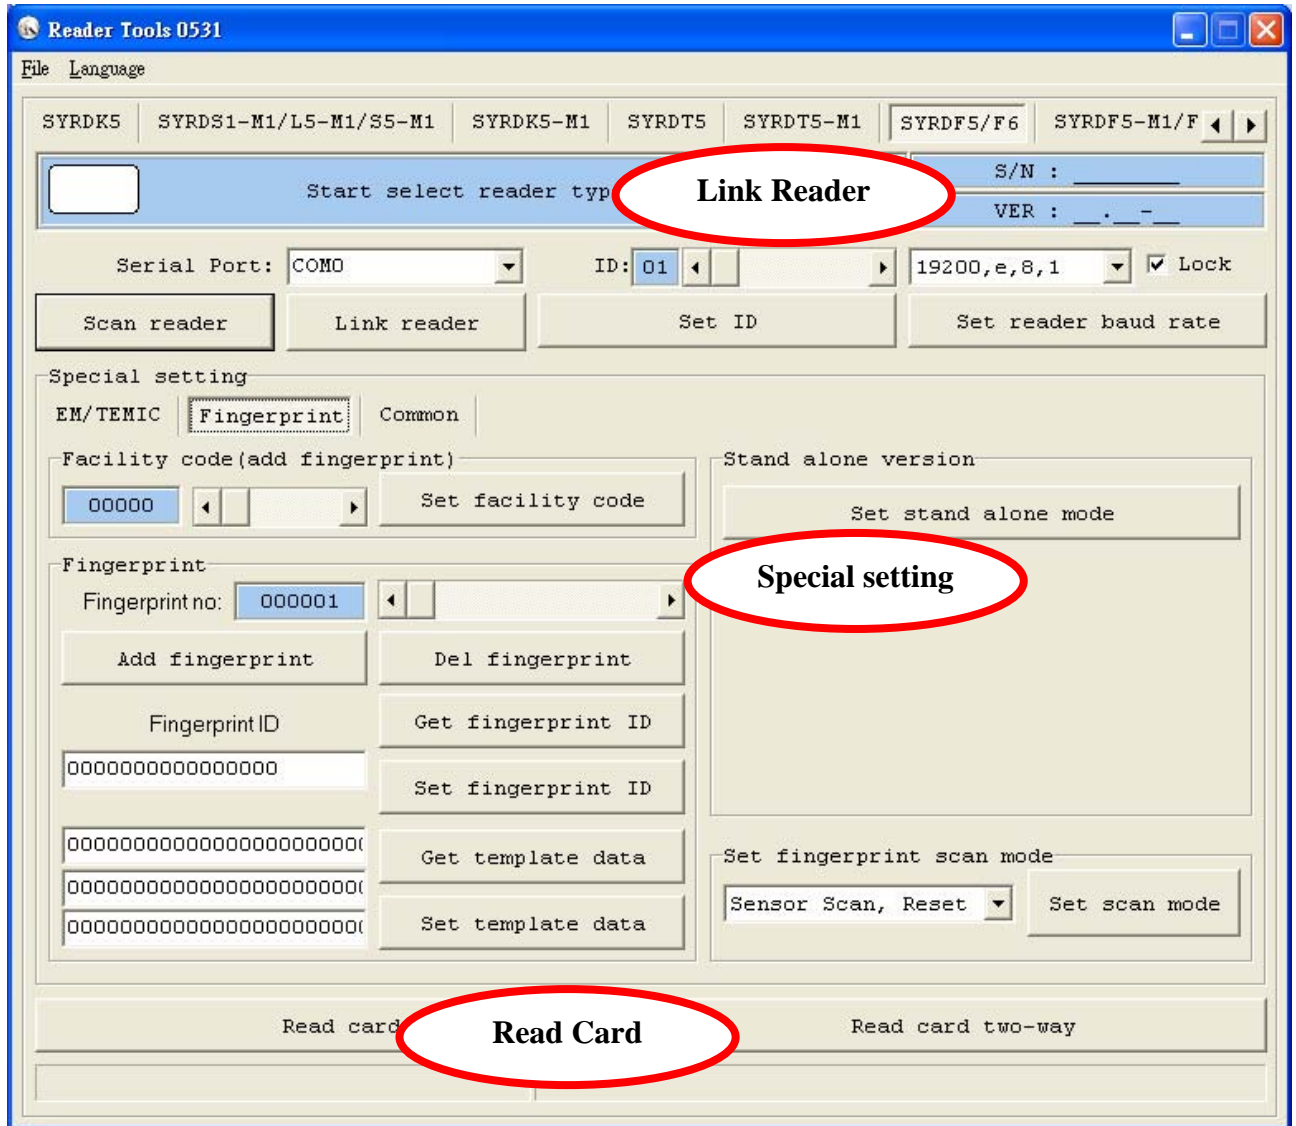 Reader Tools 0531
File Language
SYRDK5 SYRDS1-M1/L5-M1/S5-M1 SYRDK5-M1 SYRDT5 SYRDT5-M1 SYRDF5/F6 SYRDF5-M1/F
Start select reader typ Link Reader S/N : ________
VER : __.__-__
Serial Port: COM0 ID: 01 19200,e,8,1 Lock
Scan reader Link reader Set ID Set reader baud rate
Special setting
EM/TEMIC Fingerprint Common
Facility code(add fingerprint) Stand alone version
00000 Set facility code Set stand alone mode
Fingerprint Special setting
Fingerprint no: 000001
Add fingerprint Del fingerprint
Fingerprint ID Get fingerprint ID
0000000000000000
Set fingerprint ID
Get template data Set fingerprint scan mode
Sensor Scan, Reset Set scan mode
Set template data
Read card Read Card Read card two-way